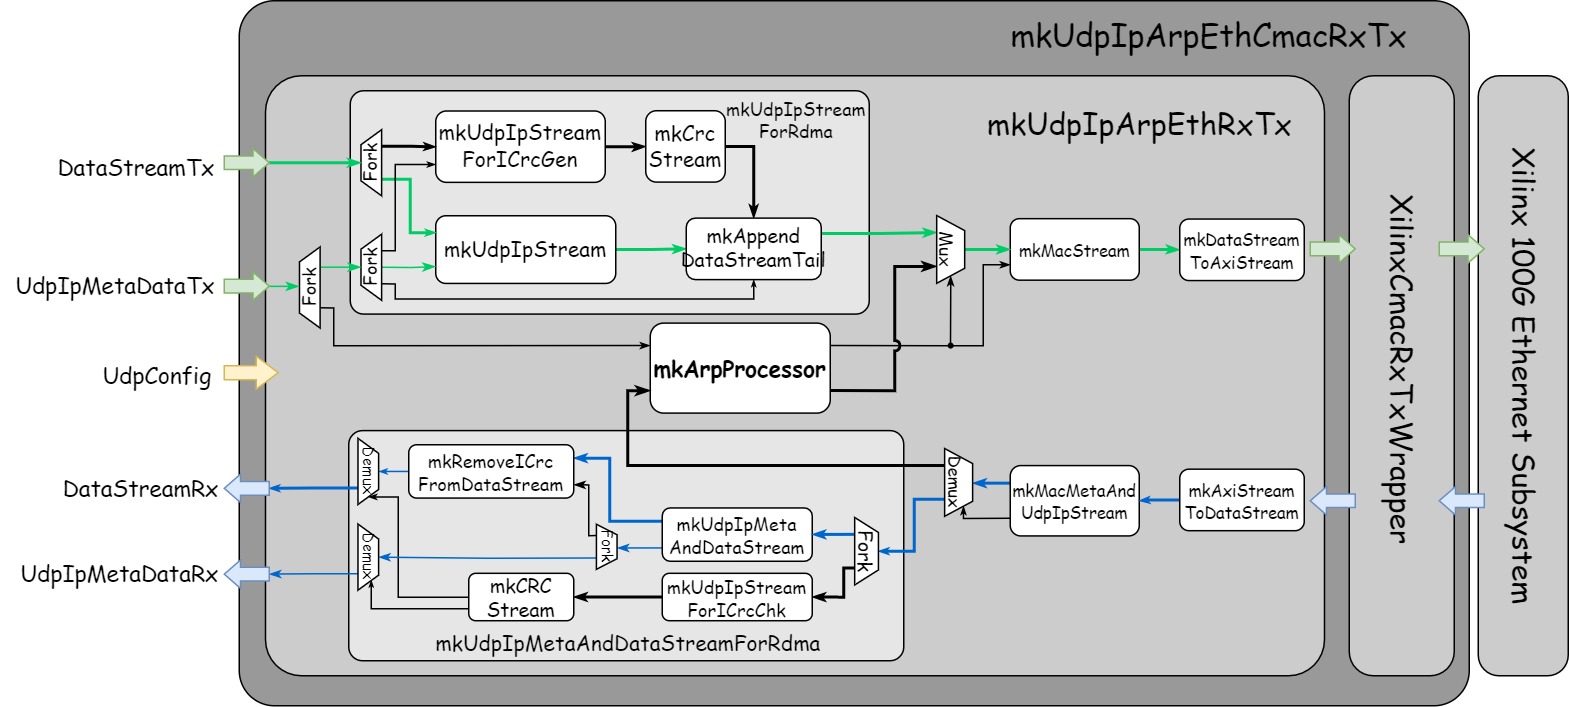 mkUdpIpArpEthCmacRxTx
mkUdpIpArpEthRxTx
mkUdpIpStream
ForRdma
DataStreamTx
Fork
mkUdpIpStream
ForICrcGen
mkCrc
Stream
UdpIpMetaDataTx
Fork
Fork
mkUdpIpStream
mkAppend
DataStreamTail
Mux
mkMacStream
mkDataStream
ToAxiStream
UdpConfig
mkArpProcessor
DataStreamRx
Demux
mkRemoveICrc
FromDataStream
Demux
mkMacMetaAnd
UdpIpStream
mkAxiStream
ToDataStream
UdpIpMetaDataRx
Demux
Fork
mkUdpIpMeta
AndDataStream
Fork
mkCRC
Stream
mkUdpIpStream
ForICrcChk
mkUdpIpMetaAndDataStreamForRdma
XilinxCmacRxTxWrapper
Xilinx 100G Ethernet Subsystem